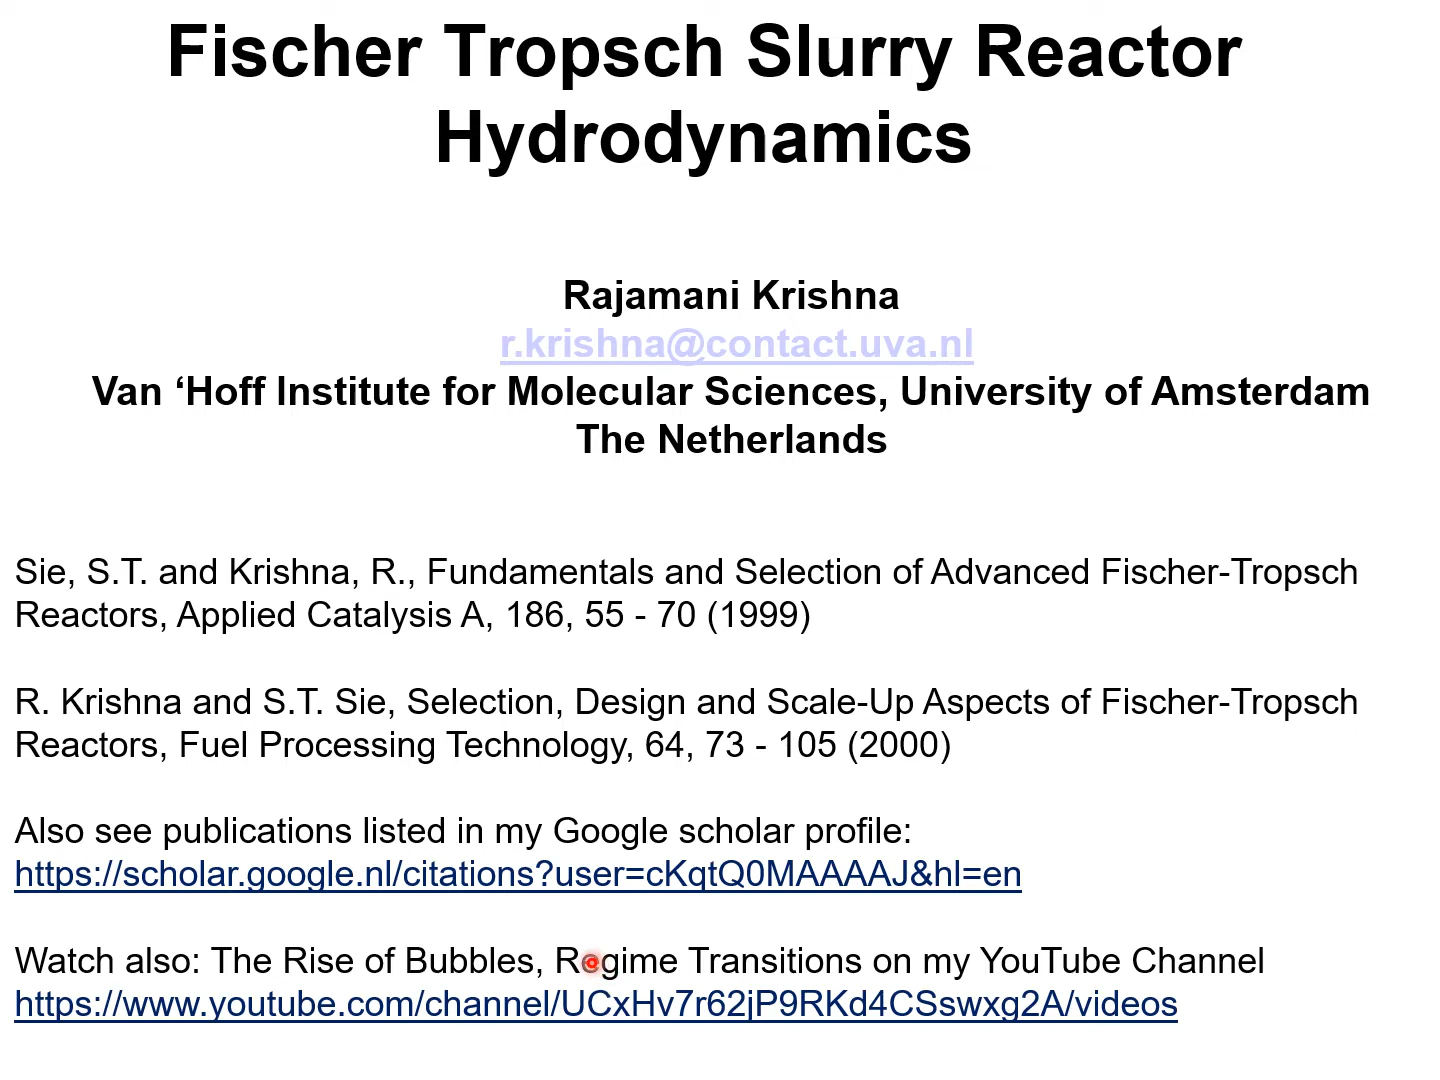 Fischer Tropsch Slurry Reactor
Hydrodynamics
Rajamani Krishna
r.krishna@contact.uva.nl
Van ‘Hoff Institute for Molecular Sciences, University of Amsterdam
The Netherlands
Sie, S.T. and Krishna, R., Fundamentals and Selection of Advanced Fischer-Tropsch
Reactors, Applied Catalysis A, 186, 55 - 70 (1999)
R. Krishna and S.T. Sie, Selection, Design and Scale-Up Aspects of Fischer-Tropsch
Reactors, Fuel Processing Technology, 64, 73 - 105 (2000)
Also see publications listed in my Google scholar profile:
https://scholar.google.nl/citations?user=cKqtQ0MAAAAJ&hl=en
Watch also: The Rise of Bubbles, Regime Transitions on my YouTube Channel
https://www.youtube.com/channel/UCxHv7r62jP9RKd4CSswxg2A/videos